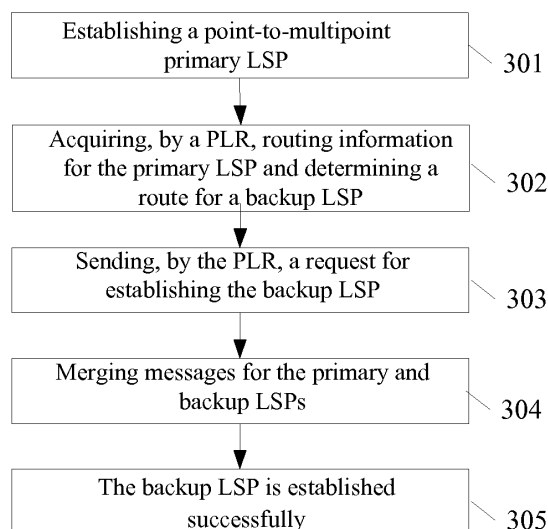 Establishing a point-to-multipoint
primary LSP
301
Acquiring, by a PLR, routing information
for the primary LSP and determining a
route for a backup LSP
302
Sending, by the PLR, a request for
establishing the backup LSP
303
Merging messages for the primary and
backup LSPs
304
The backup LSP is established
successfully
305